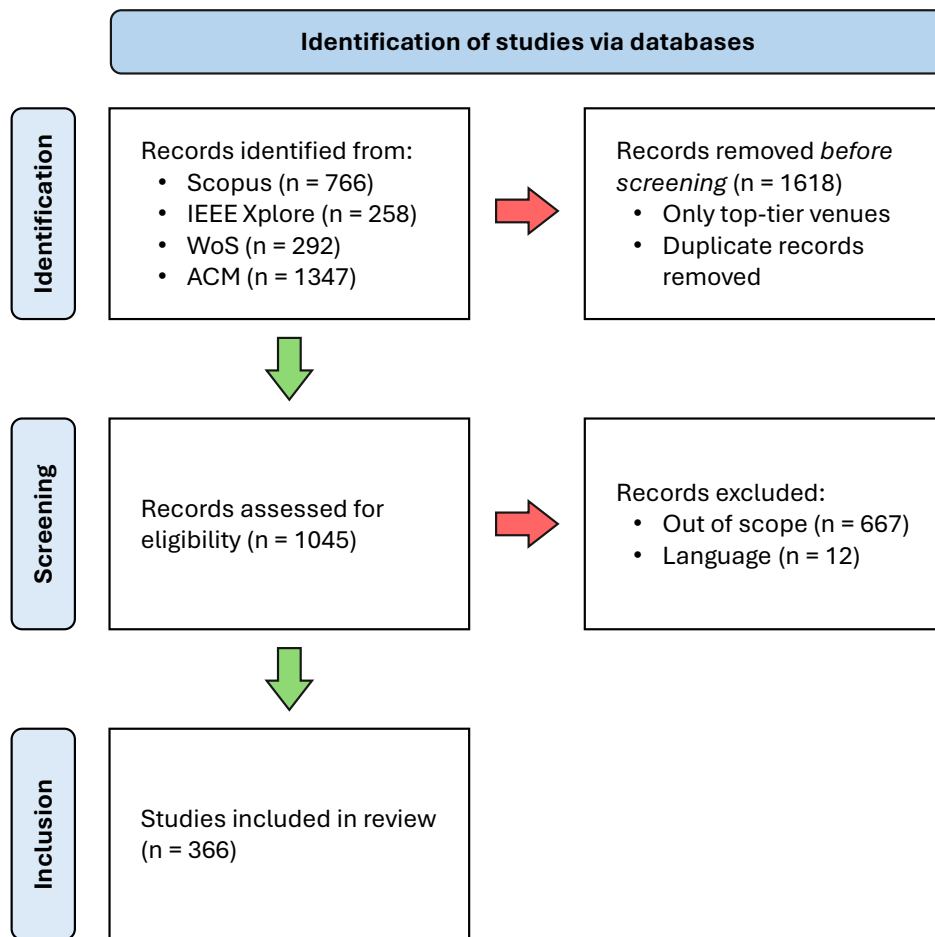 Identification of studies via databases
Identification
Records identified from:
• Scopus (n = 766)
• IEEE Xplore (n = 258)
• WoS (n = 292)
• ACM (n = 1347)
Records removed before
screening (n = 1618)
• Only top-tier venues
• Duplicate records
removed
Screening
Records assessed for
eligibility (n = 1045)
Records excluded:
• Out of scope (n = 667)
• Language (n = 12)
Inclusion
Studies included in review
(n = 366)